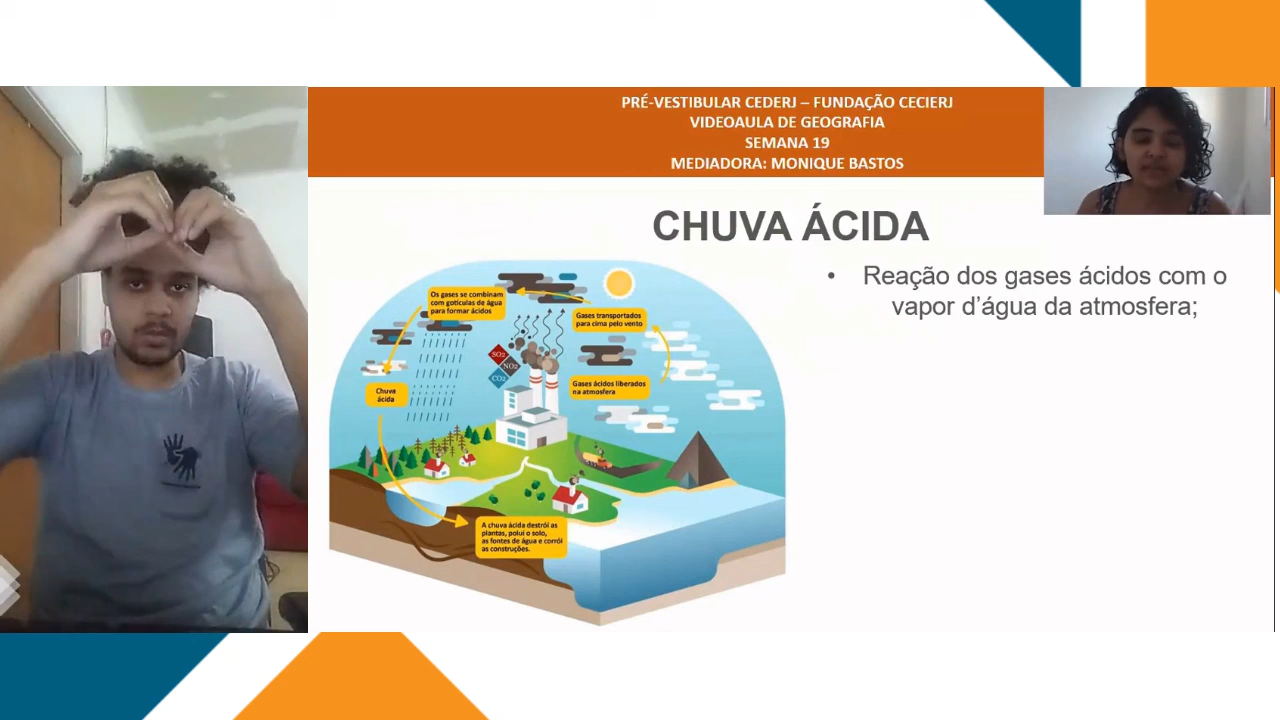 PRÉ-VESTIBULAR CEDERJ – FUNDAÇÃO CECIERJ
VIDEOAULA DE GEOGRAFIA
SEMANA 19
MEDIADORA: MONIQUE BASTOS
CHUVA ÁCIDA
• Reação dos gases ácidos com o
vapor d’água da atmosfera;
Os gases se combinam
com gotículas de água
para formar ácidos
Gases transportados
para cima pelo vento
SO2
NO2
CO2
Gases ácidos liberados
na atmosfera
Chuva
ácida
A chuva ácida destrói as
plantas, polui o solo,
as fontes de água e corrói
as construções.